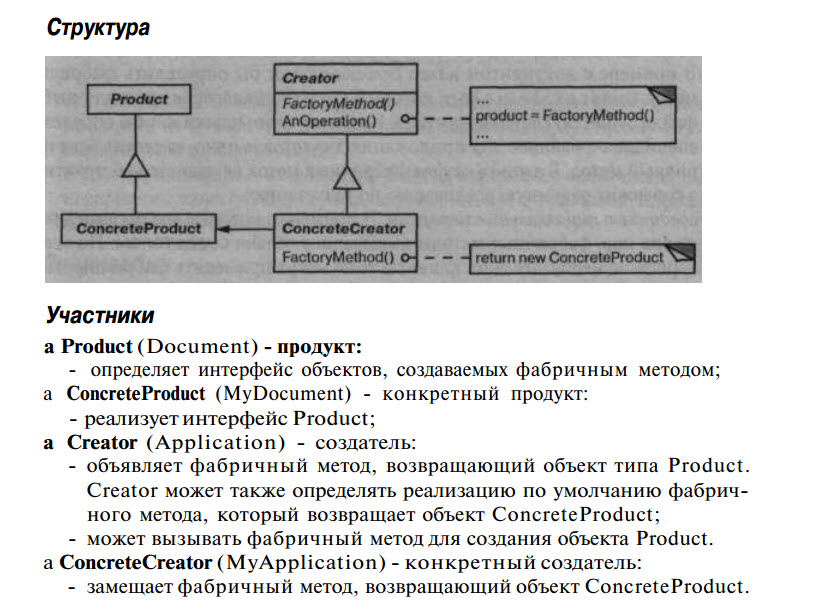 Структура
Product
Creator
FactoryMethod()
AnOperation()
...
product = FactoryMethod()
...
ConcreteProduct
ConcreteCreator
FactoryMethod()
return new ConcreteProduct
Участники
a Product (Document) - продукт:
- определяет интерфейс объектов, создаваемых фабричным методом;
a ConcreteProduct (MyDocument) - конкретный продукт:
- реализует интерфейс Product;
a Creator (Application) - создатель:
- объявляет фабричный метод, возвращающий объект типа Product.
Creator может также определять реализацию по умолчанию фабрич-
ного метода, который возвращает объект ConcreteProduct;
- может вызывать фабричный метод для создания объекта Product.
a ConcreteCreator (MyApplication) - конкретный создатель:
- замещает фабричный метод, возвращающий объект ConcreteProduct.